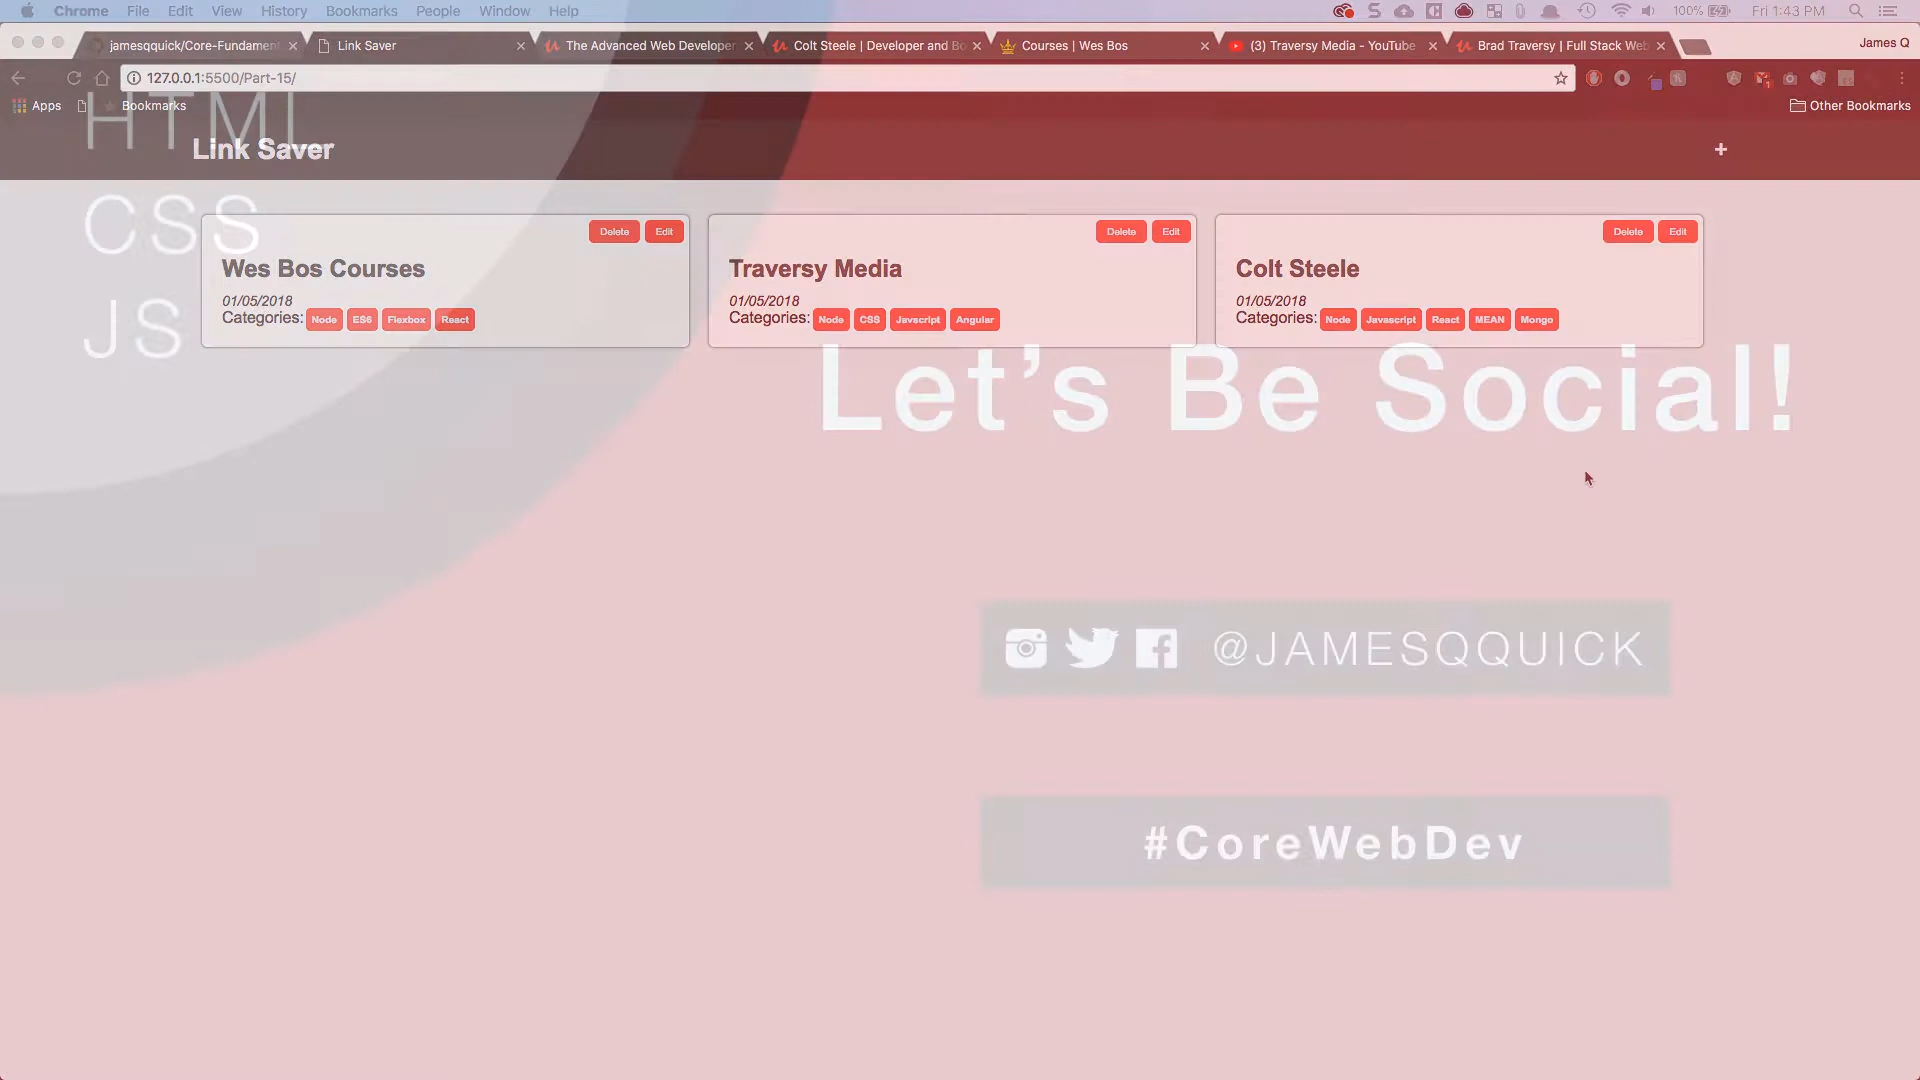 Chrome File Edit View History Bookmarks People Window Help 100% Fri 1:43 PM
jamesqquick/Core-Fundament Link Saver The Advanced Web Developer Colt Steele | Developer and Bo Courses | Wes Bos (3) Traversy Media - YouTube Brad Traversy | Full Stack Web James Q
127.0.0.1:5500/Part-15/
Apps Bookmarks Other Bookmarks
HTML
Link Saver +
CSS
JS
Delete Edit
Wes Bos Courses
01/05/2018
Categories: Node ES6 Flexbox React
Delete Edit
Traversy Media
01/05/2018
Categories: Node CSS Javscript Angular
Delete Edit
Colt Steele
01/05/2018
Categories: Node Javascript React MEAN Mongo
Let's Be Social!
@JAMESQQUICK
#CoreWebDev